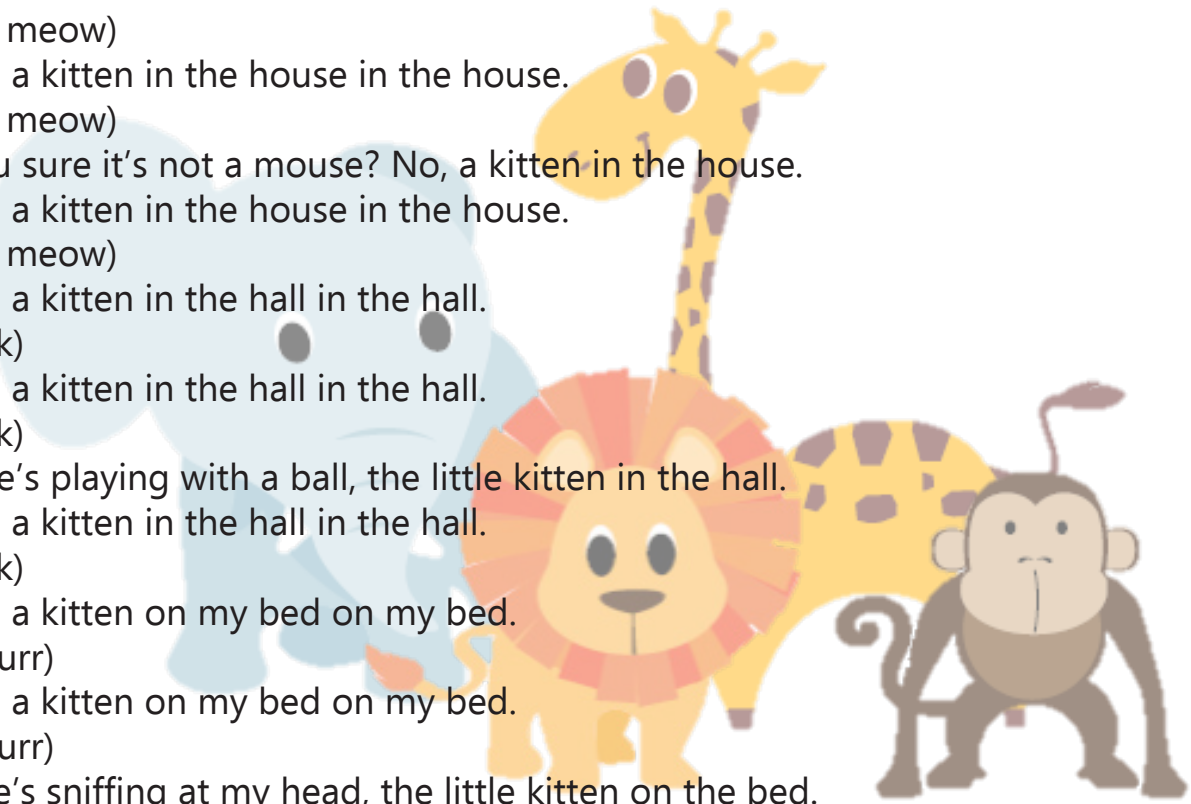 meow)
a kitten in the house in the house.
meow)
u sure it's not a mouse? No, a kitten in the house.
a kitten in the house in the house.
meow)
a kitten in the hall in the hall.
k)
a kitten in the hall in the hall.
k)
e's playing with a ball, the little kitten in the hall.
a kitten in the hall in the hall.
k)
a kitten on my bed on my bed.
urr)
a kitten on my bed on my bed.
urr)
e's sniffing at my head, the little kitten on the bed.